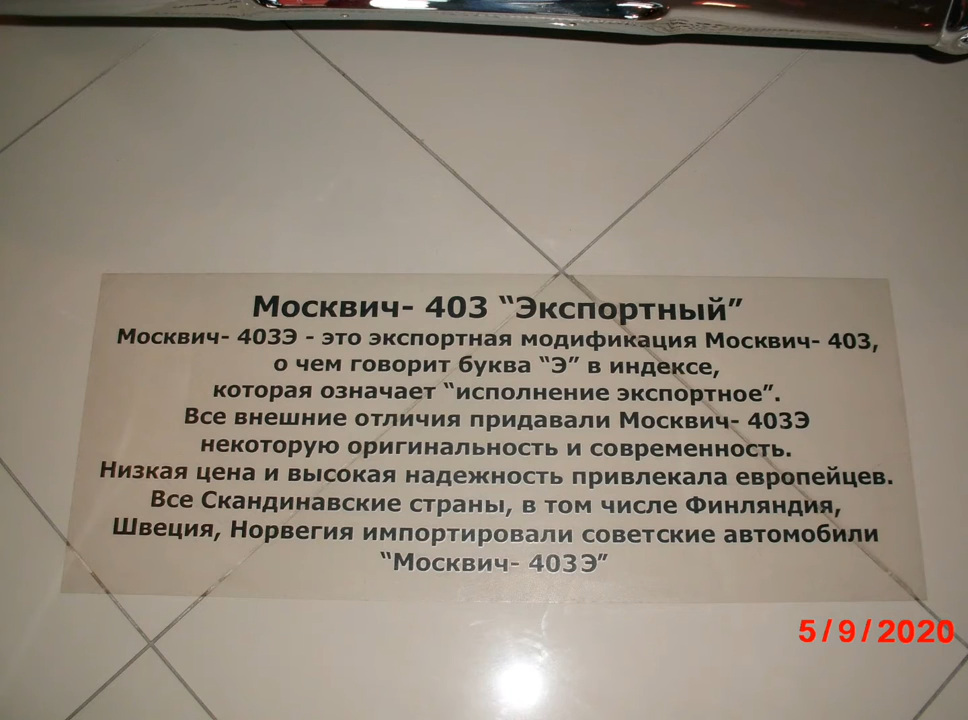 Москвич- 403 “Экспортный”
Москвич- 403Э - это экспортная модификация Москвич- 403,
о чем говорит буква “Э” в индексе,
которая означает “исполнение экспортное”.
Все внешние отличия придавали Москвич- 403Э
некоторую оригинальность и современность.
Низкая цена и высокая надежность привлекала европейцев.
Все Скандинавские страны, в том числе Финляндия,
Швеция, Норвегия импортировали советские автомобили
“Москвич- 403Э”
5/9/2020